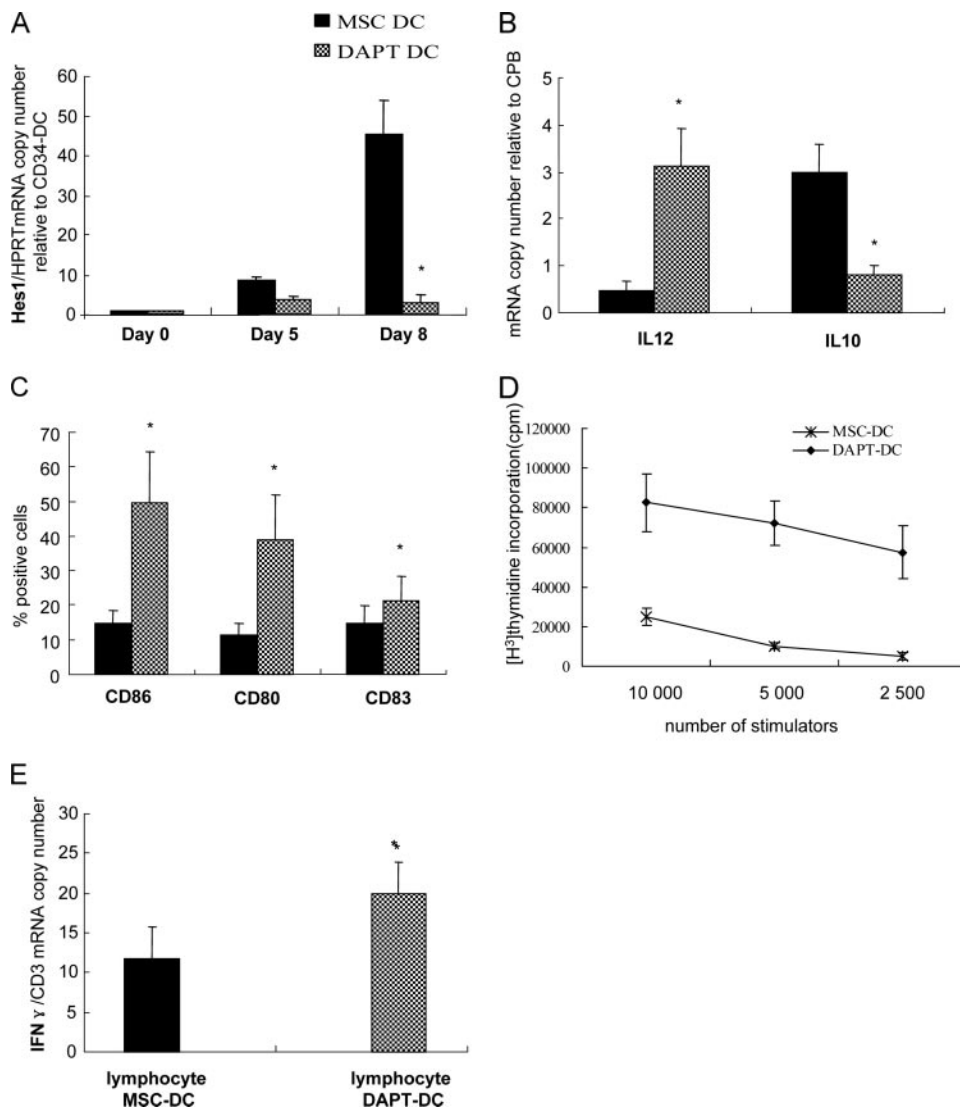 A
MSC DC
DAPT DC
Hes1/HPRTmRNA copy number
relative to CD34-DC
60
50
40
30
20
10
0
Day 0 Day 5 Day 8
*
B
mRNA copy number relative to CPB
5
4
3
2
1
0
* *
IL12 IL10
C
% positive cells
70
60
50
40
30
20
10
0
* * *
CD86 CD80 CD83
D
[H³]thymidine incorporation(cpm)
120000
100000
80000
60000
40000
20000
0
MSC-DC
DAPT-DC
10 000 5 000 2 500
number of stimulators
E
IFN γ /CD3 mRNA copy number
30
25
20
15
10
5
0
*
lymphocyte lymphocyte
MSC-DC DAPT-DC